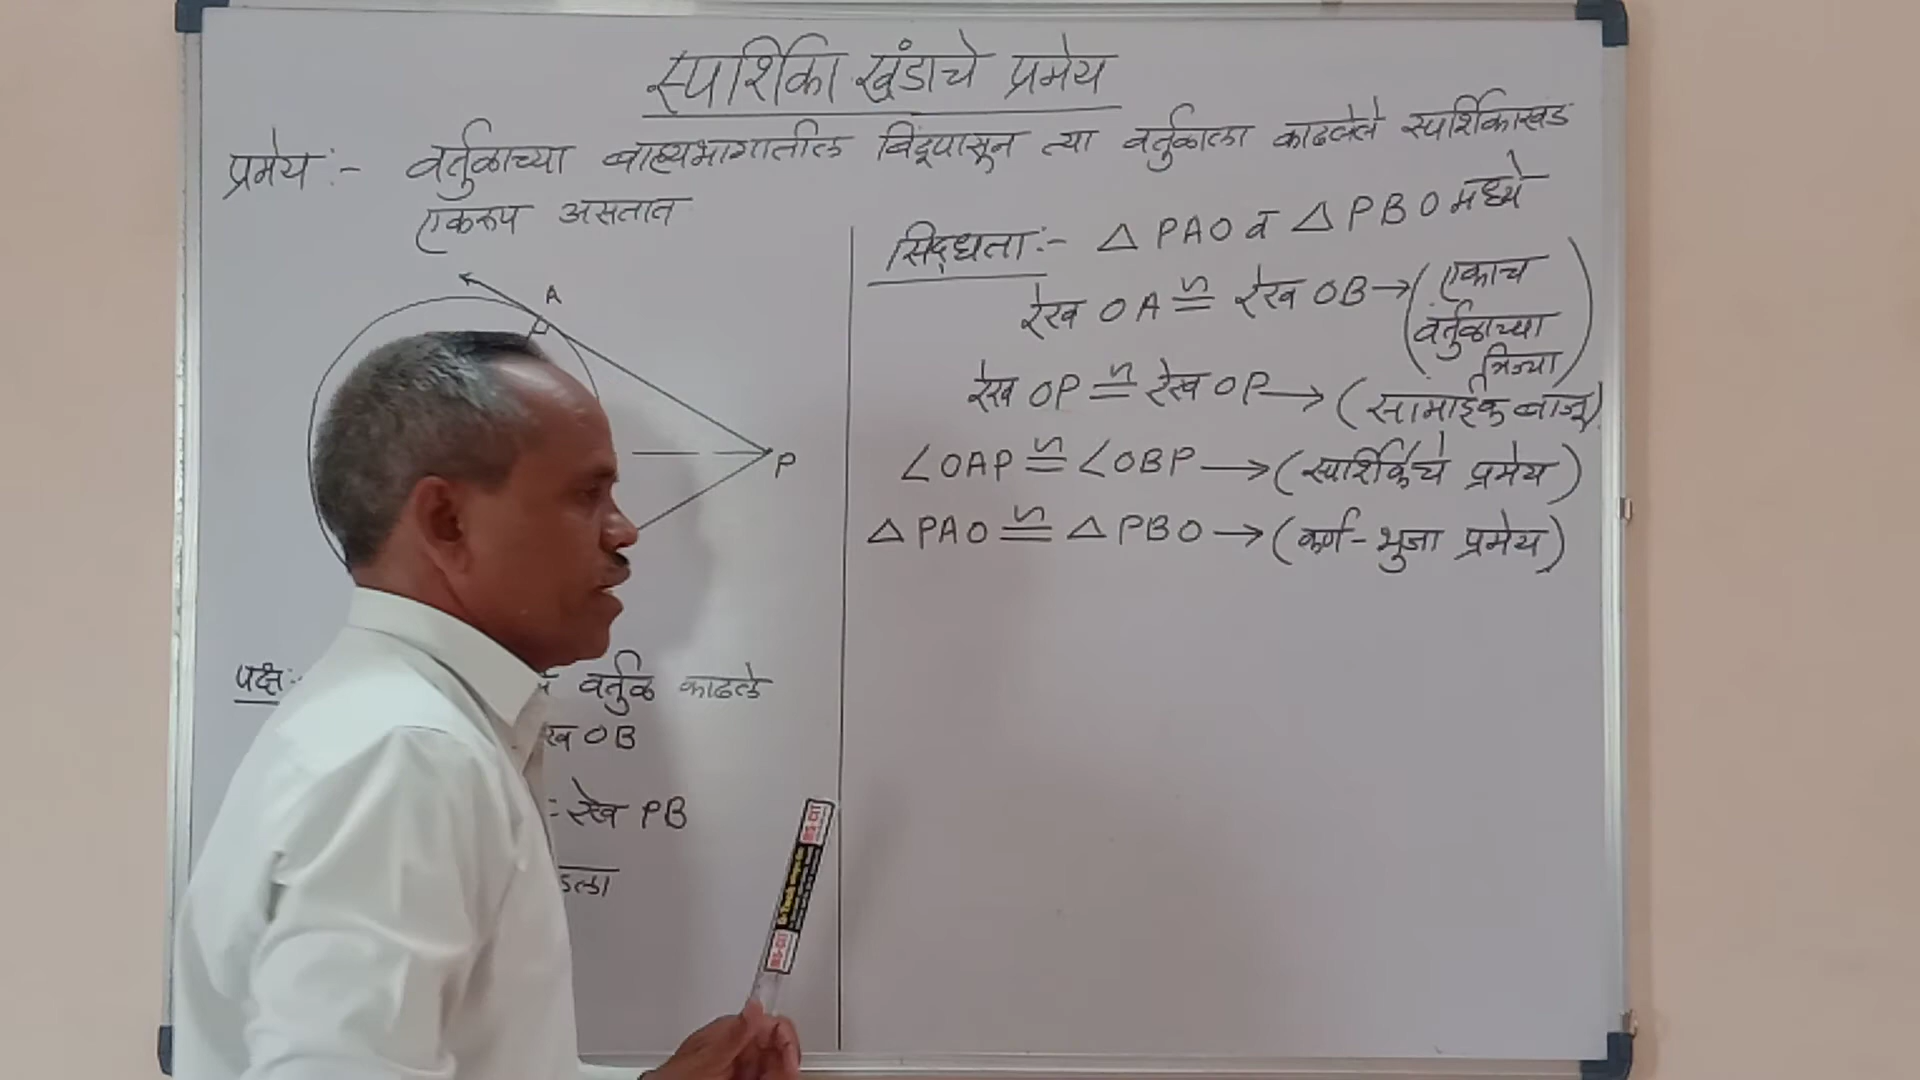 स्पर्शिका खंडाचे प्रमेय
प्रमेय :- वर्तुळाच्या बाह्यभागातील बिंदूपासून त्या वर्तुळाला काढलेले स्पर्शिकाखंड
एकरूप असतात
A
P
पक्ष :-
वर्तुळ काढले
रेख OB
= रेख PB
सिद्धता :- △ PAO व △ PBO मध्ये
रेख OA ≅ रेख OB → (एकाच
वर्तुळाच्या
त्रिज्या)
रेख OP ≅ रेख OP → (सामाईक बाजू)
∠OAP ≅ ∠OBP → (स्पर्शिकेचे प्रमेय)
△ PAO ≅ △ PBO → (कर्ण-भुजा प्रमेय)